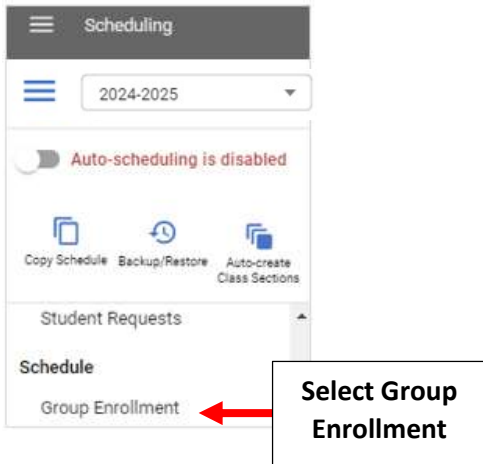 Scheduling
2024-2025
Auto-scheduling is disabled
Copy Schedule Backup/Restore Auto-create
Class Sections
Student Requests
Schedule
Group Enrollment
Select Group
Enrollment